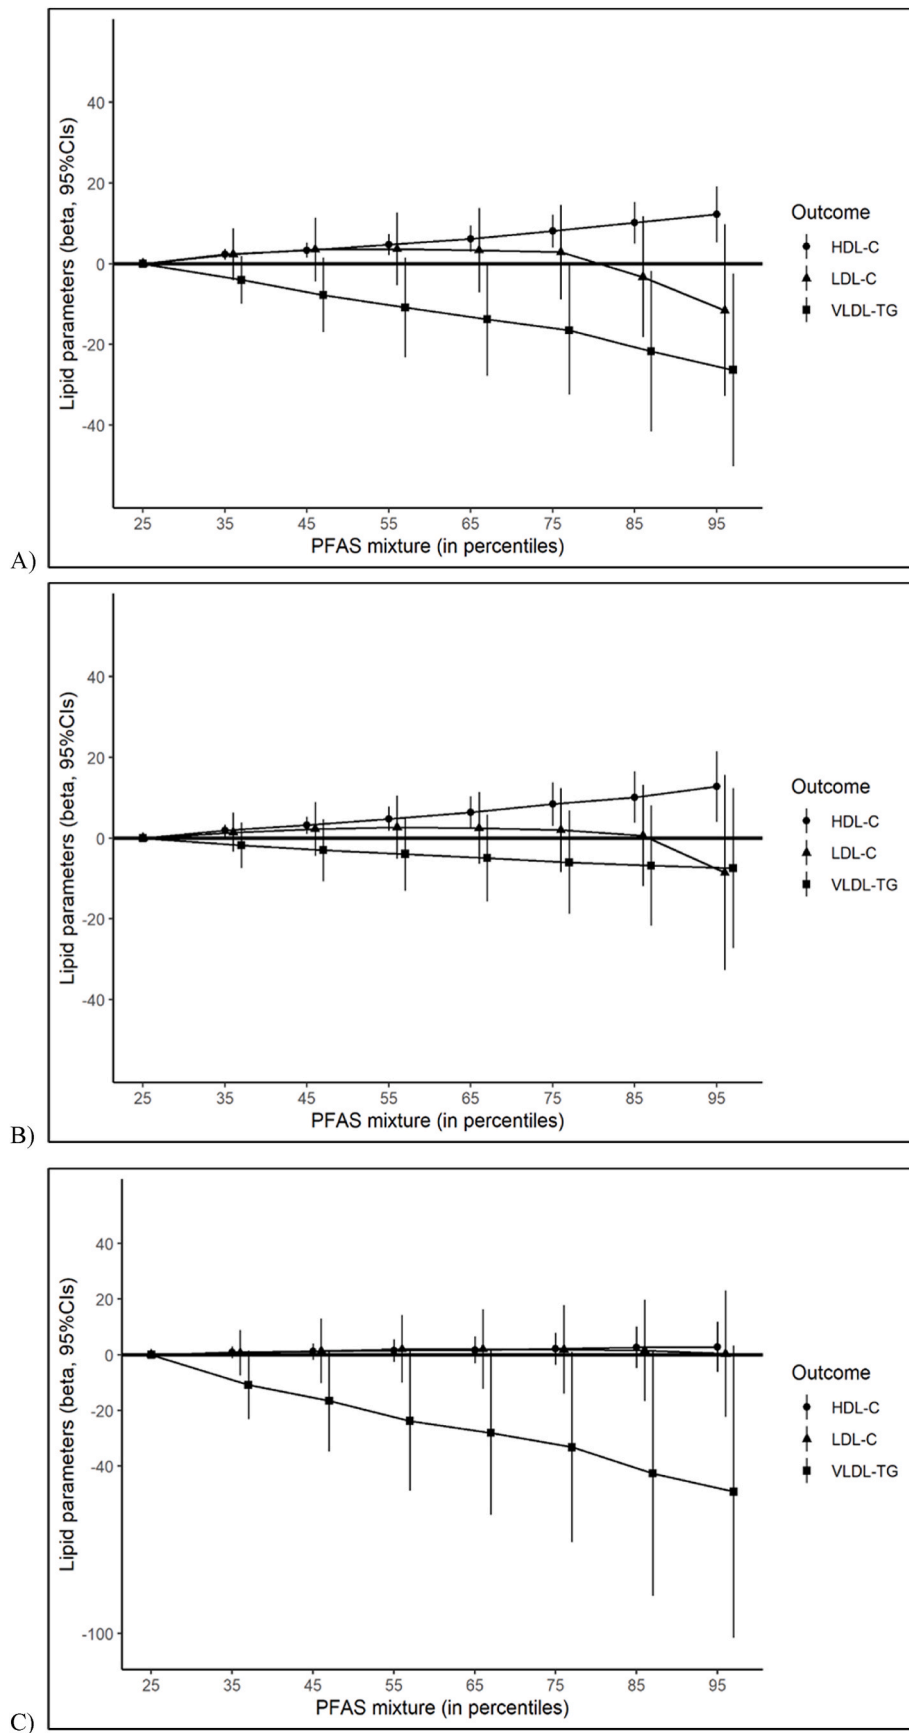 Lipid parameters (beta, 95%CIs)
40
20
0
-20
-40
25 35 45 55 65 75 85 95
PFAS mixture (in percentiles)
Outcome
HDL-C
LDL-C
VLDL-TG
A)
Lipid parameters (beta, 95%CIs)
40
20
0
-20
-40
25 35 45 55 65 75 85 95
PFAS mixture (in percentiles)
Outcome
HDL-C
LDL-C
VLDL-TG
B)
Lipid parameters (beta, 95%CIs)
40
20
0
-20
-40
-100
25 35 45 55 65 75 85 95
PFAS mixture (in percentiles)
Outcome
HDL-C
LDL-C
VLDL-TG
C)